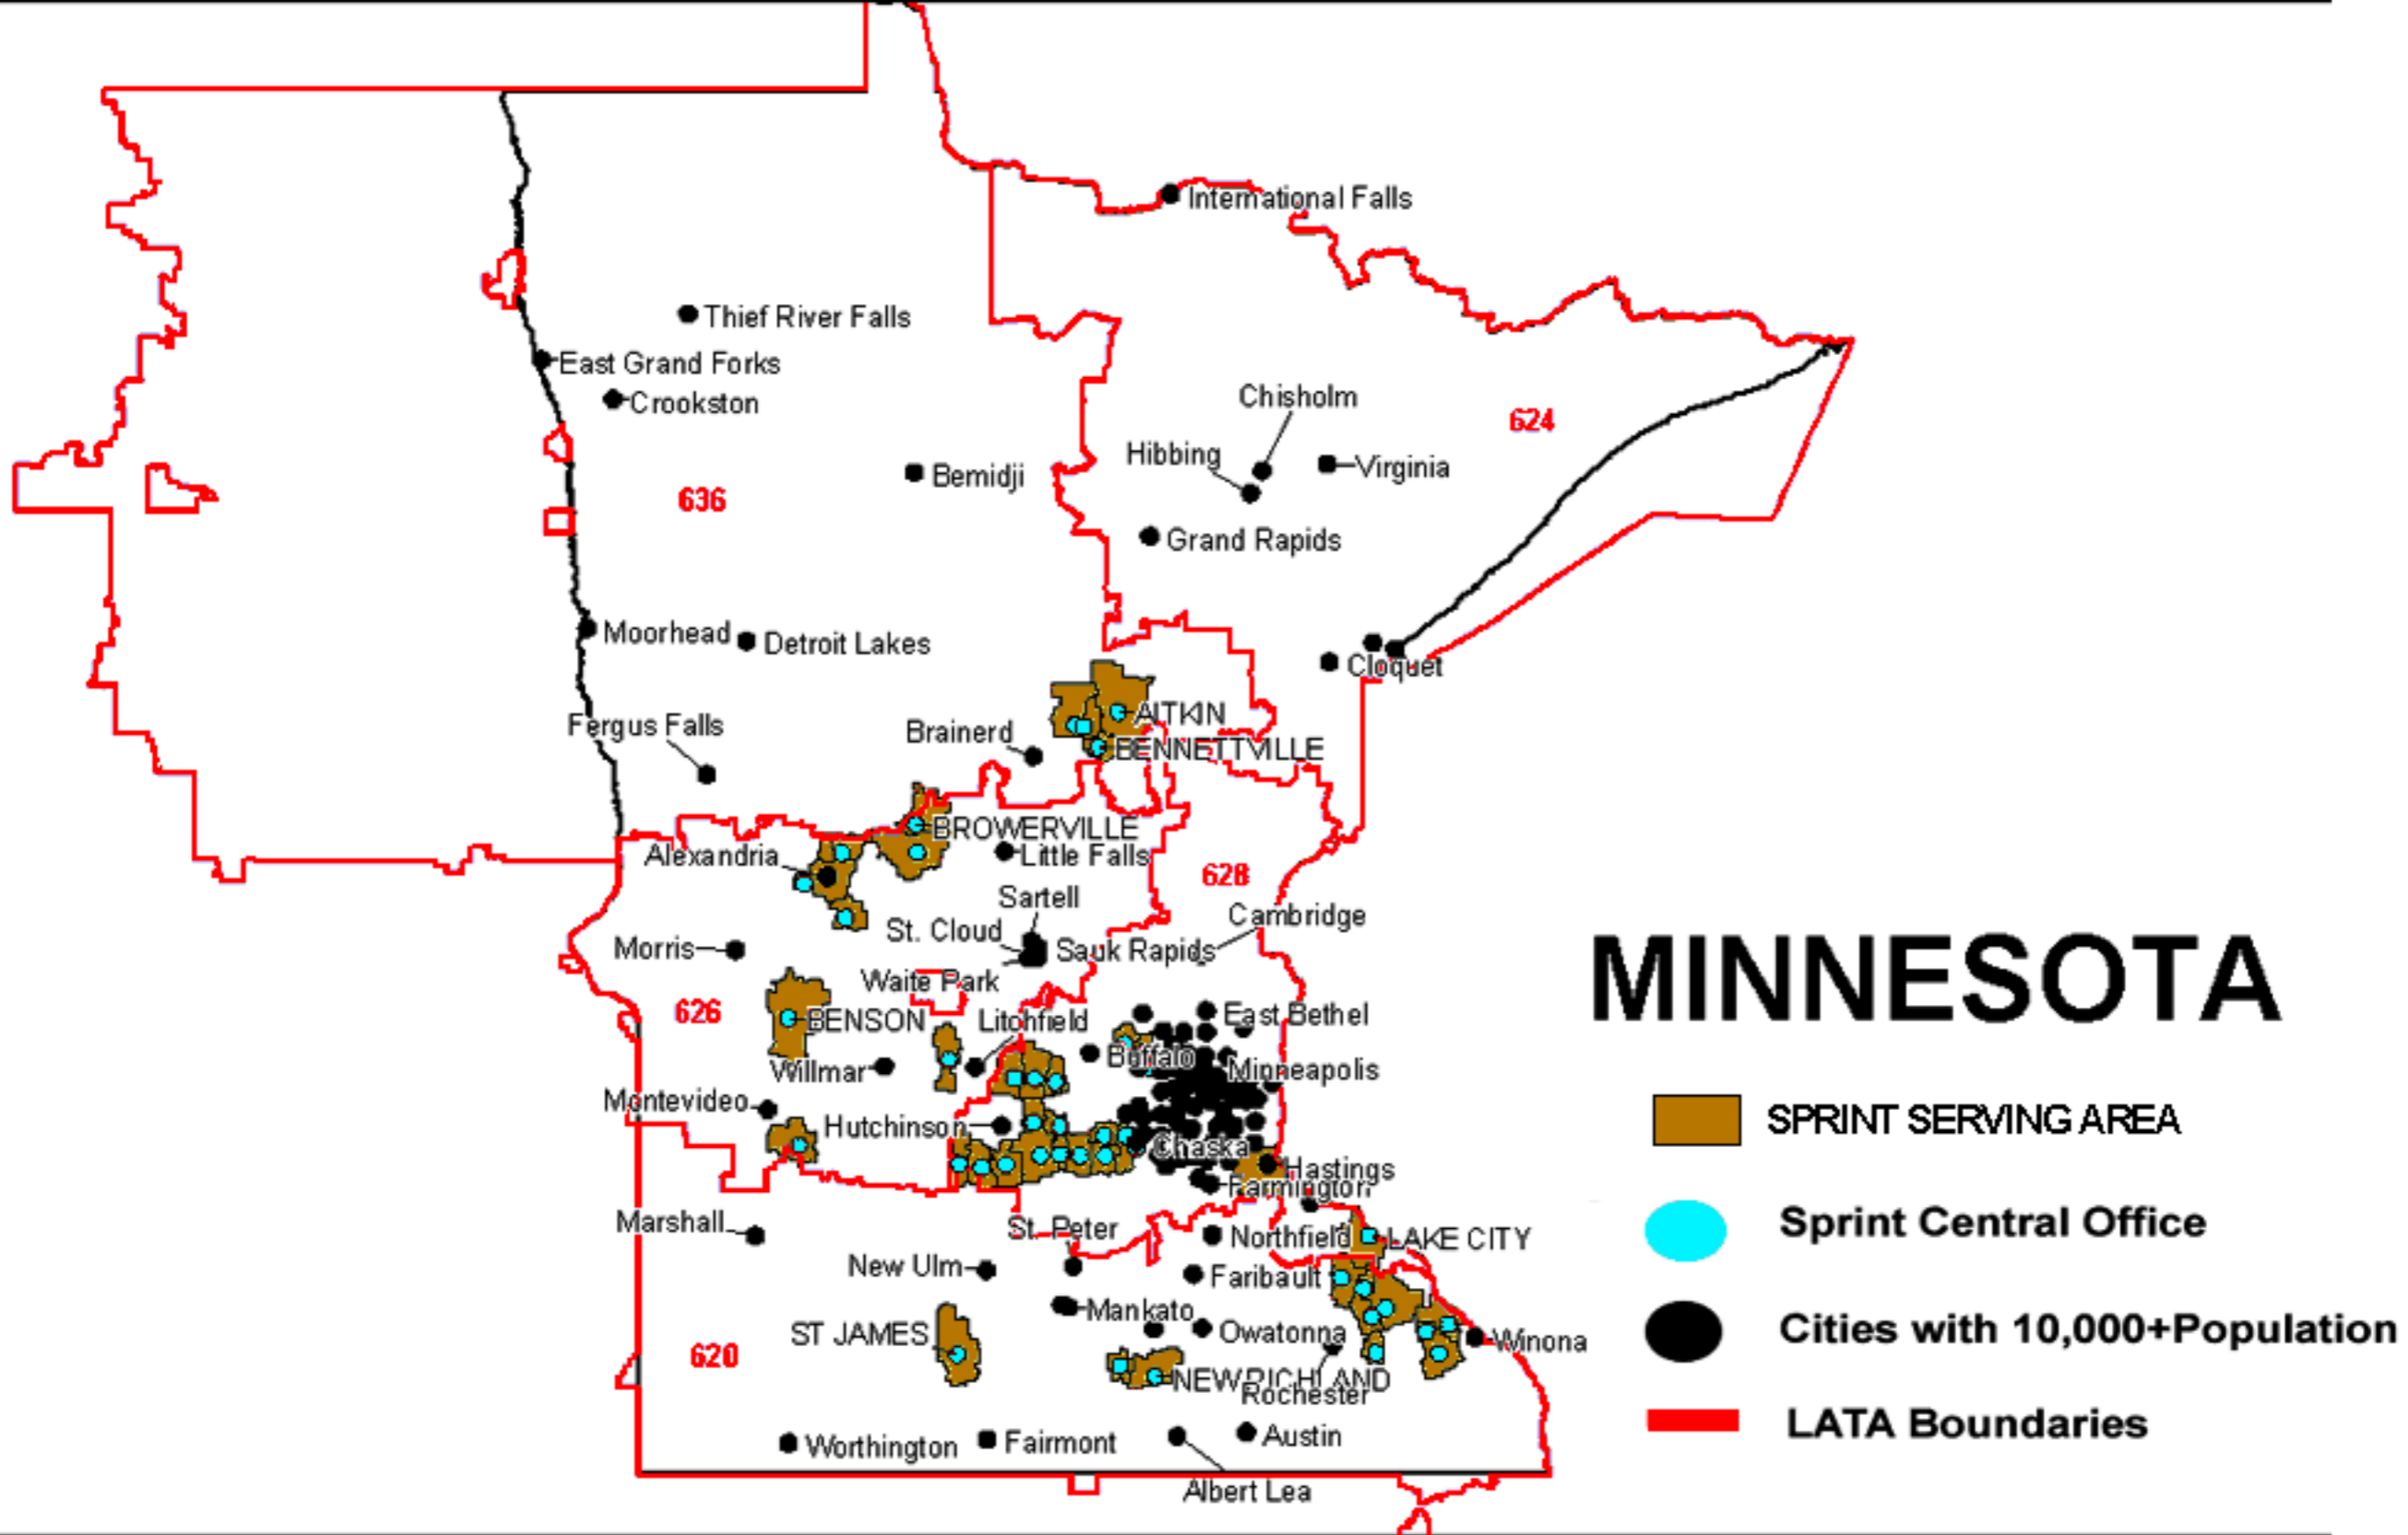 International Falls
Thief River Falls
East Grand Forks
Crookston
Chisholm
624
Hibbing
Virginia
Bemidji
636
Grand Rapids
Moorhead
Detroit Lakes
Cloquet
AITKIN
Fergus Falls
Brainerd
BENNETTVILLE
BROWERVILLE
Alexandria
Little Falls
628
Sartell
Cambridge
St. Cloud
Morris
Sauk Rapids
Waite Park
MINNESOTA
626
BENSON
Litchfield
East Bethel
Buffalo
Willmar
Minneapolis
Montevideo
Hutchinson
SPRINT SERVING AREA
Chaska
Hastings
Farmington
Marshall
St. Peter
Northfield
LAKE CITY
Sprint Central Office
New Ulm
Faribault
Mankato
ST JAMES
Owatonna
Winona
Cities with 10,000+Population
620
NEW RICHLAND
Rochester
LATA Boundaries
Worthington
Fairmont
Austin
Albert Lea